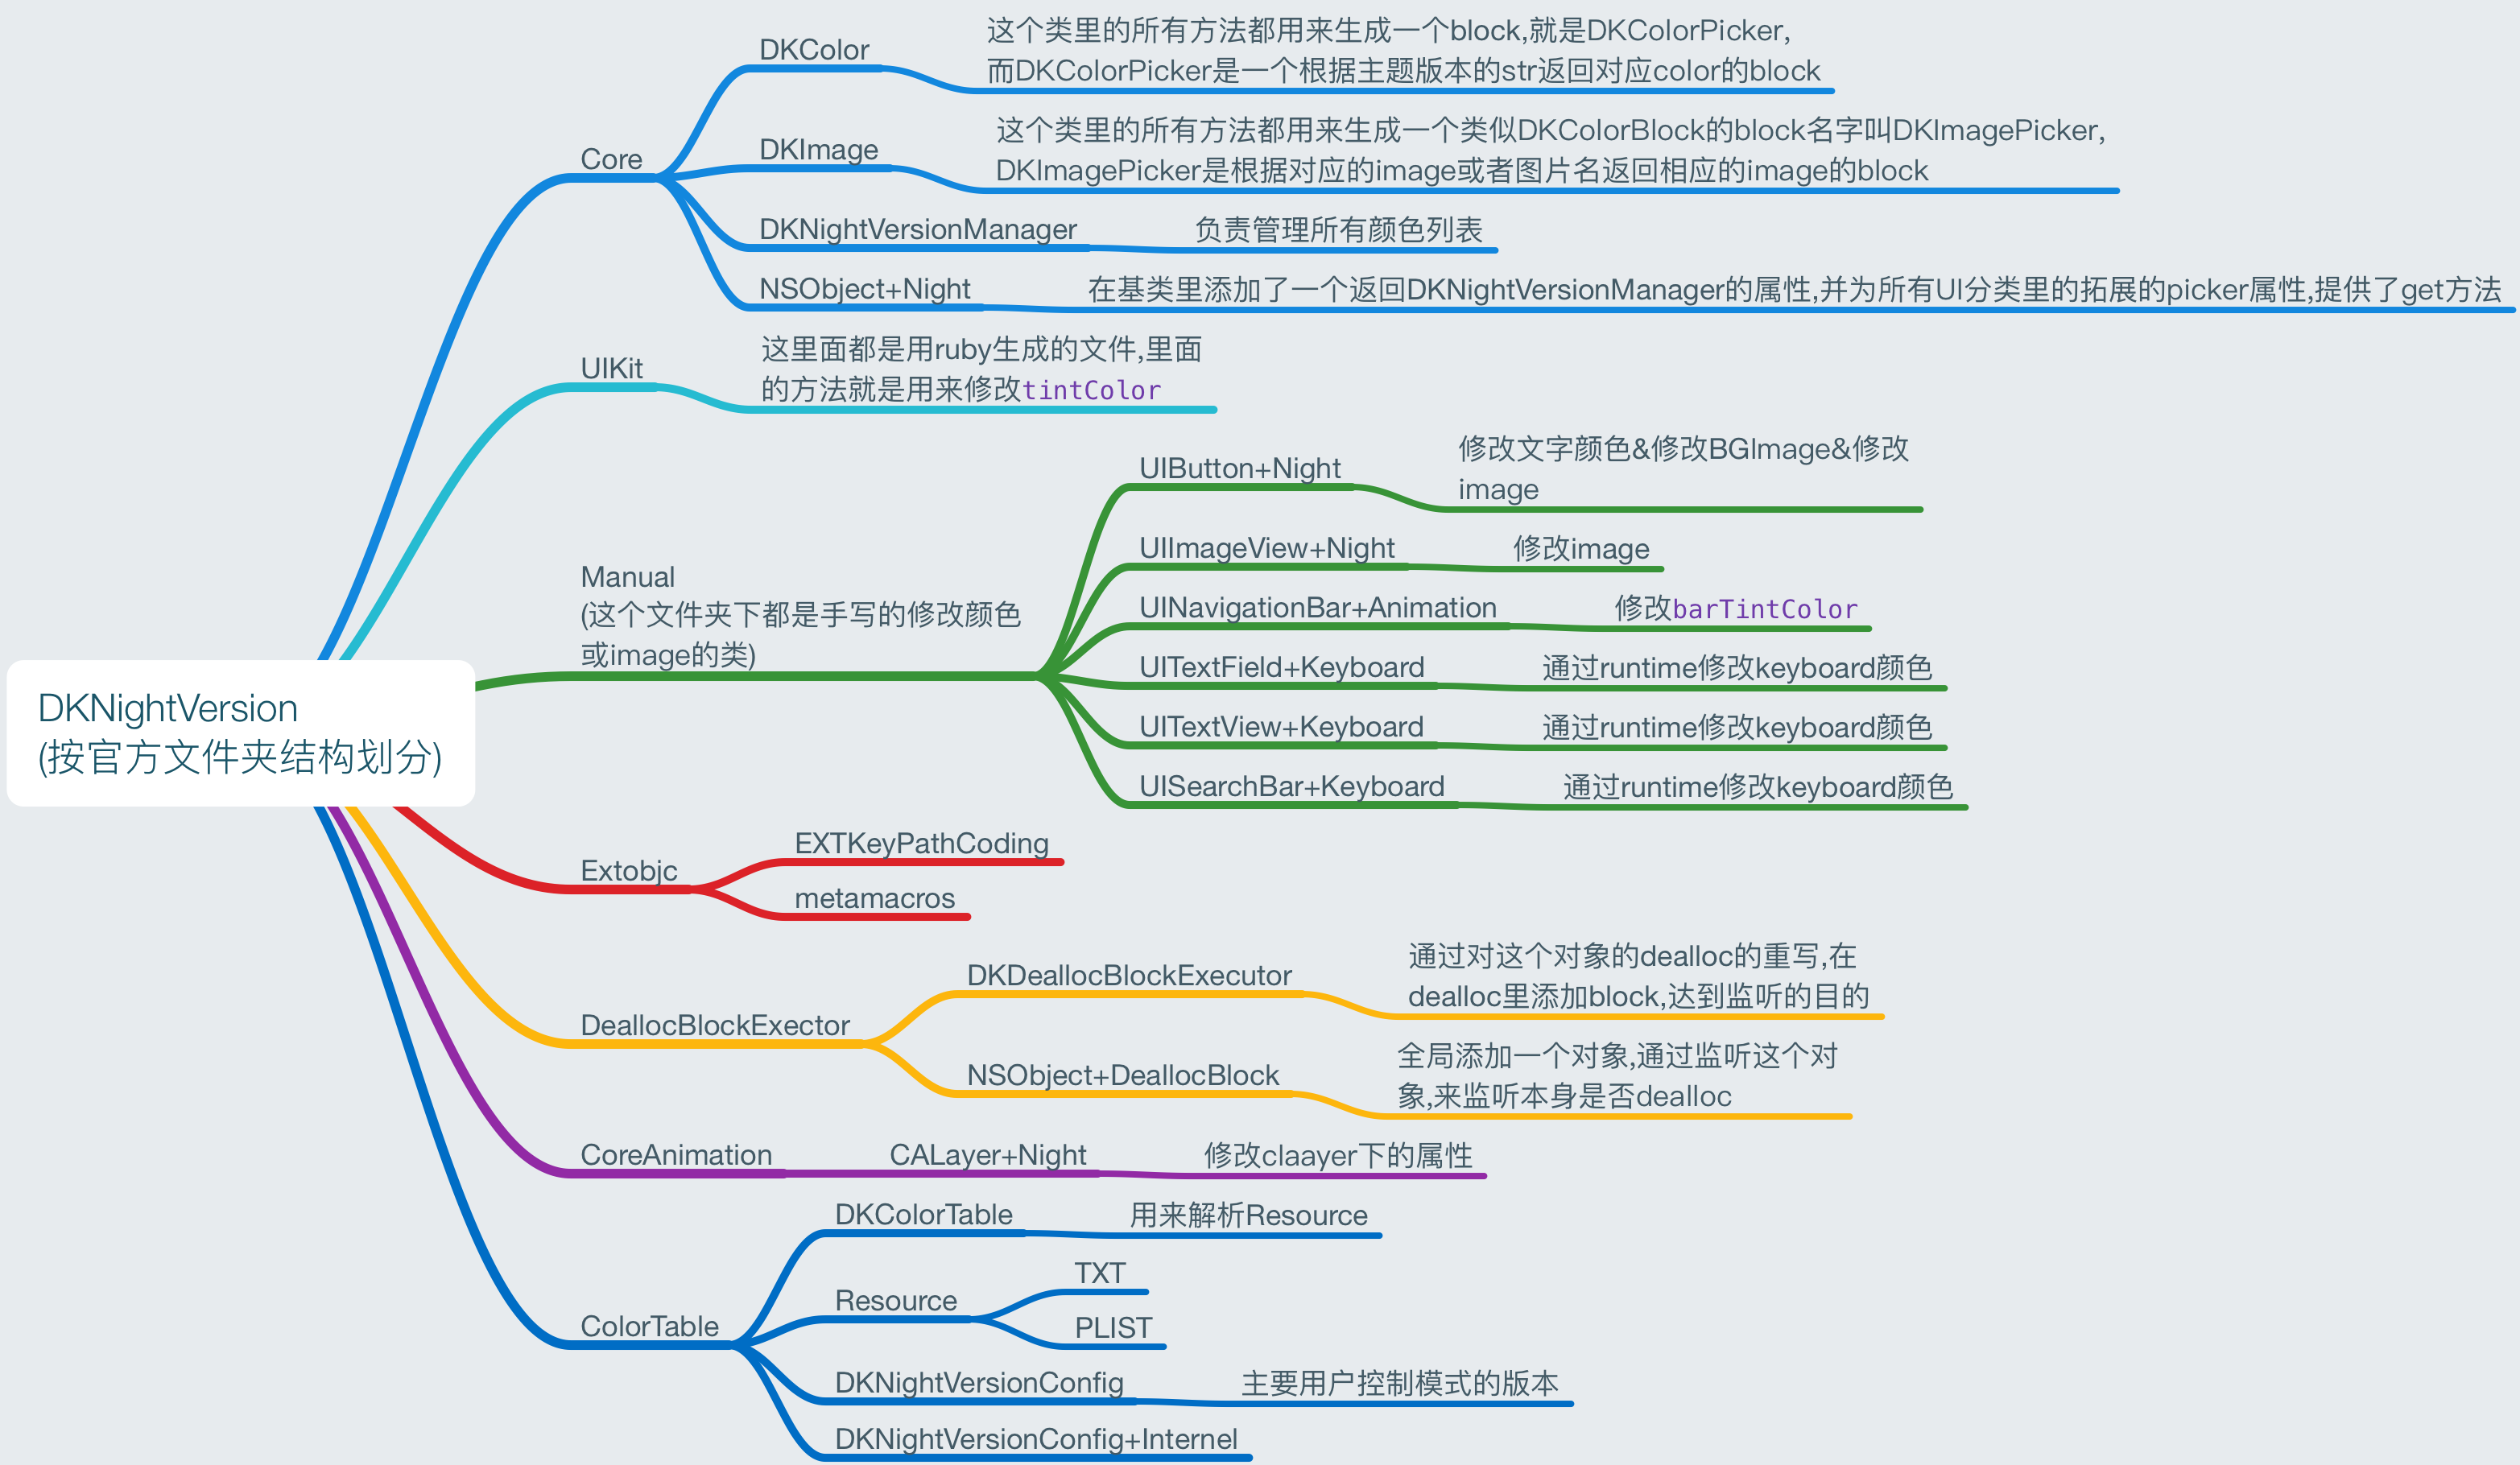 DKColor
这个类里的所有方法都用来生成一个block,就是DKColorPicker,
而DKColorPicker是一个根据主题版本的str返回对应color的block
Core
DKImage
这个类里的所有方法都用来生成一个类似DKColorBlock的block名字叫DKImagePicker,
DKImagePicker是根据对应的image或者图片名返回相应的image的block
DKNightVersionManager
负责管理所有颜色列表
NSObject+Night
在基类里添加了一个返回DKNightVersionManager的属性,并为所有UI分类里的拓展的picker属性,提供了get方法
UIKit
这里面都是用ruby生成的文件,里面
的方法就是用来修改tintColor
Manual
(这个文件夹下都是手写的修改颜色
或image的类)
UIButton+Night
修改文字颜色&修改BGImage&修改
image
UIImageView+Night
修改image
UINavigationBar+Animation
修改barTintColor
UITextField+Keyboard
通过runtime修改keyboard颜色
UITextView+Keyboard
通过runtime修改keyboard颜色
UISearchBar+Keyboard
通过runtime修改keyboard颜色
DKNightVersion
(按官方文件夹结构划分)
Extobjc
EXTKeyPathCoding
metamacros
DeallocBlockExector
DKDeallocBlockExecutor
通过对这个对象的dealloc的重写,在
dealloc里添加block,达到监听的目的
NSObject+DeallocBlock
全局添加一个对象,通过监听这个对
象,来监听本身是否dealloc
CoreAnimation
CALayer+Night
修改claayer下的属性
ColorTable
DKColorTable
用来解析Resource
Resource
TXT
PLIST
DKNightVersionConfig
主要用户控制模式的版本
DKNightVersionConfig+Internel